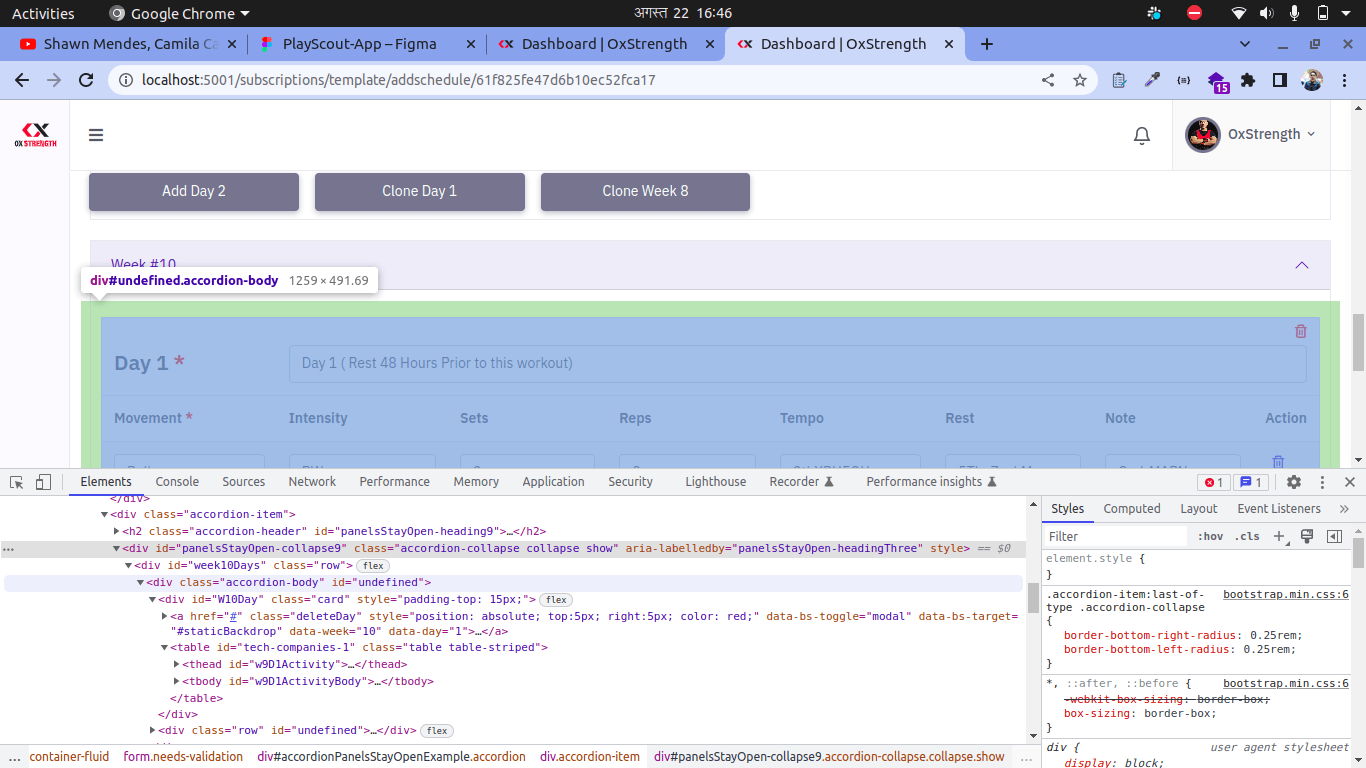 Activities Google Chrome अगस्त 22 16:46
Shawn Mendes, Camila Ca PlayScout-App – Figma Dashboard | OxStrength Dashboard | OxStrength
localhost:5001/subscriptions/template/addschedule/61f825fe47d6b10ec52fca17 15
OX STRENGTH OxStrength
Add Day 2 Clone Day 1 Clone Week 8
Week #10
div#undefined.accordion-body 1259 × 491.69
Day 1 * Day 1 ( Rest 48 Hours Prior to this workout)
Movement * Intensity Sets Reps Tempo Rest Note Action
Elements Console Sources Network Performance Memory Application Security Lighthouse Recorder Performance insights 1 1
</div>
<div class="accordion-item">
<h2 class="accordion-header" id="panelsStayOpen-heading9">…</h2>
<div id="panelsStayOpen-collapse9" class="accordion-collapse collapse show" aria-labelledby="panelsStayOpen-headingThree" style> == $0
<div id="week10Days" class="row"> flex
<div class="accordion-body" id="undefined">
<div id="W10Day" class="card" style="padding-top: 15px;"> flex
<a href="#" class="deleteDay" style="position: absolute; top:5px; right:5px; color: red;" data-bs-toggle="modal" data-bs-target=
"#staticBackdrop" data-week="10" data-day="1">…</a>
<table id="tech-companies-1" class="table table-striped">
<thead id="w9D1Activity">…</thead>
<tbody id="w9D1ActivityBody">…</tbody>
</table>
</div>
<div class="row" id="undefined">…</div> flex
… container-fluid form.needs-validation div#accordionPanelsStayOpenExample.accordion div.accordion-item div#panelsStayOpen-collapse9.accordion-collapse.collapse.show …
Styles Computed Layout Event Listeners »
Filter :hov .cls +
element.style {
}
.accordion-item:last-of- bootstrap.min.css:6
type .accordion-collapse
{
border-bottom-right-radius: 0.25rem;
border-bottom-left-radius: 0.25rem;
}
*, ::after, ::before { bootstrap.min.css:6
-webkit-box-sizing: border-box;
box-sizing: border-box;
}
div { user agent stylesheet
display: block;